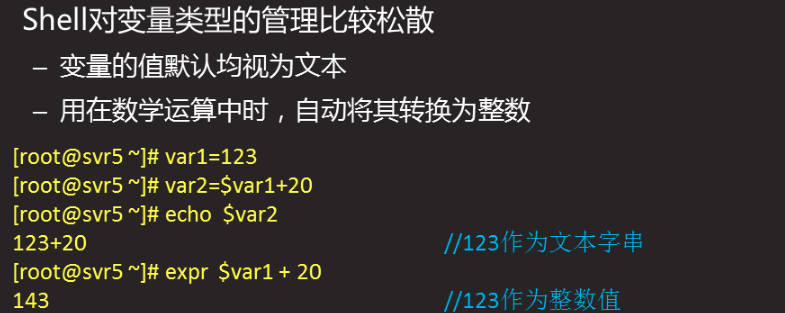 Shell对变量类型的管理比较松散
– 变量的值默认均视为文本
– 用在数学运算中时，自动将其转换为整数
[root@svr5 ~]# var1=123
[root@svr5 ~]# var2=$var1+20
[root@svr5 ~]# echo $var2
123+20 //123作为文本字串
[root@svr5 ~]# expr $var1 + 20
143 //123作为整数值